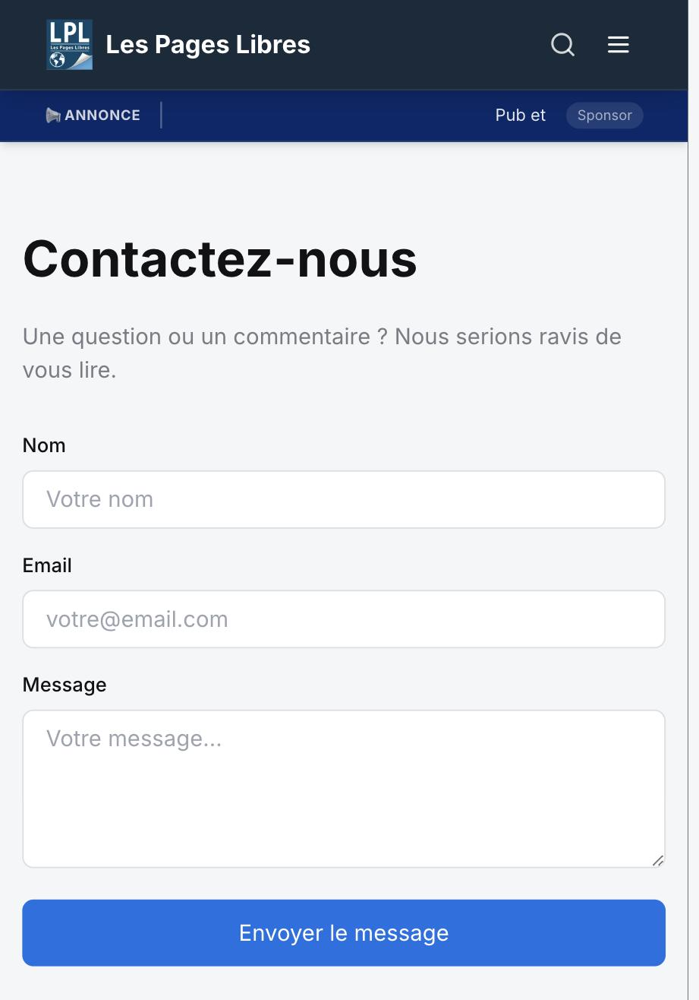 LPL
Les Pages Libres
Les Pages Libres
ANNONCE
Pub et
Sponsor
Contactez-nous
Une question ou un commentaire ? Nous serions ravis de
vous lire.
Nom
Votre nom
Email
votre@email.com
Message
Votre message...
Envoyer le message